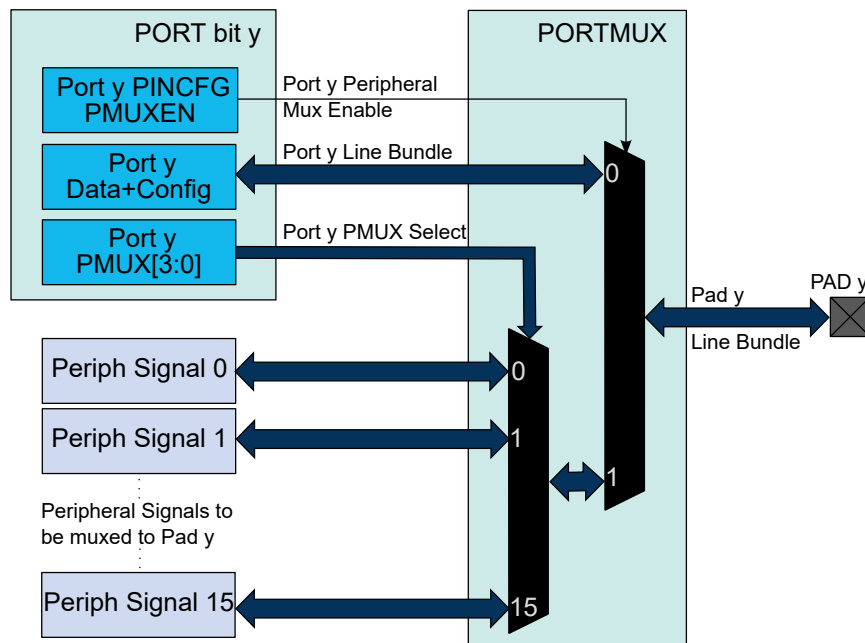 PORT bit y
PORTMUX
Port y PINCFG
PMUXEN
Port y Peripheral
Mux Enable
Port y
Data+Config
Port y Line Bundle
0
Port y
PMUX[3:0]
Port y PMUX Select
PAD y
Pad y
Line Bundle
Periph Signal 0
0
Periph Signal 1
1
1
Peripheral Signals to
be muxed to Pad y
Periph Signal 15
15